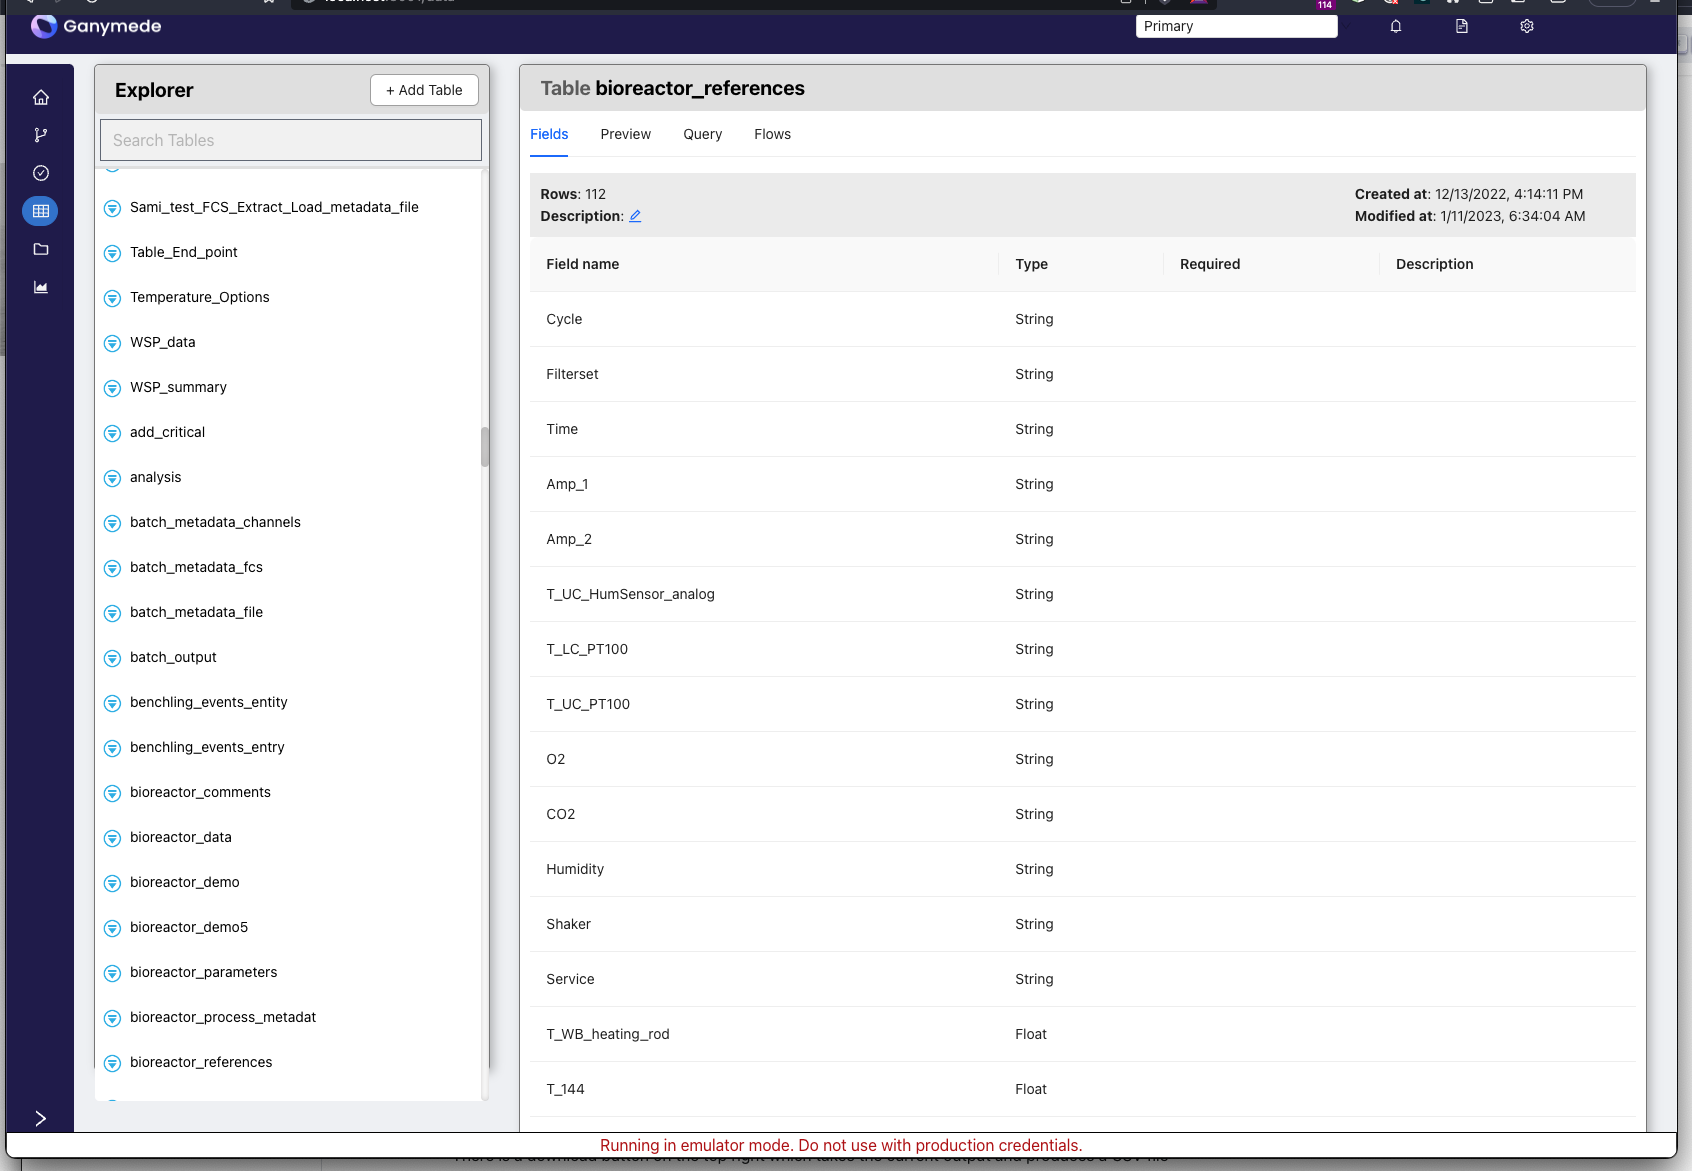 114
Ganymede
Primary
Explorer
+ Add Table
Search Tables
Sami_test_FCS_Extract_Load_metadata_file
Table_End_point
Temperature_Options
WSP_data
WSP_summary
add_critical
analysis
batch_metadata_channels
batch_metadata_fcs
batch_metadata_file
batch_output
benchling_events_entity
benchling_events_entry
bioreactor_comments
bioreactor_data
bioreactor_demo
bioreactor_demo5
bioreactor_parameters
bioreactor_process_metadat
bioreactor_references
Table bioreactor_references
Fields Preview Query Flows
Rows: 112 Created at: 12/13/2022, 4:14:11 PM
Description: Modified at: 1/11/2023, 6:34:04 AM
Field name Type Required Description
Cycle String
Filterset String
Time String
Amp_1 String
Amp_2 String
T_UC_HumSensor_analog String
T_LC_PT100 String
T_UC_PT100 String
O2 String
CO2 String
Humidity String
Shaker String
Service String
T_WB_heating_rod Float
T_144 Float
Running in emulator mode. Do not use with production credentials.